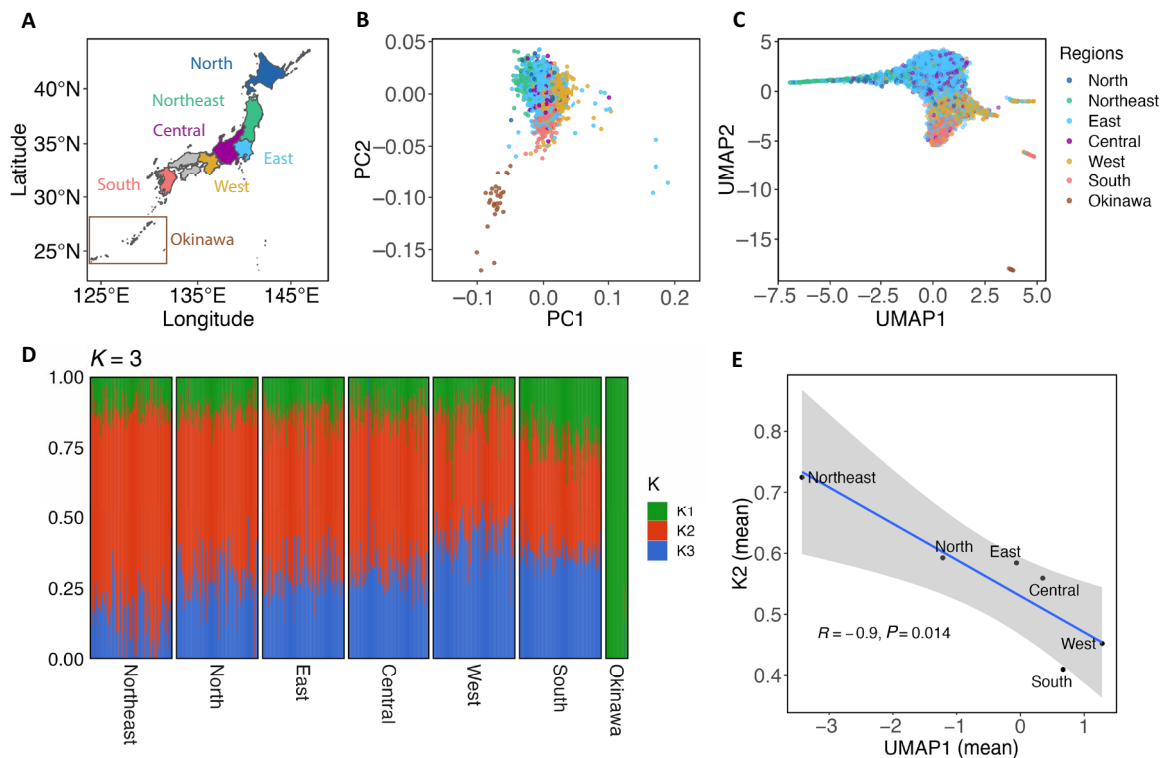 A
North
Northeast
Central
East
South
West
Okinawa
40°N
35°N
30°N
25°N
125°E
135°E
145°E
Latitude
Longitude
B
0.05
0.00
−0.05
−0.10
−0.15
−0.1
0.0
0.1
0.2
PC2
PC1
C
5
0
−5
−10
−15
−7.5
−5.0
−2.5
0.0
2.5
5.0
UMAP2
UMAP1
Regions
North
Northeast
East
Central
West
South
Okinawa
D
K = 3
1.00
0.75
0.50
0.25
0.00
Northeast
North
East
Central
West
South
Okinawa
K
K1
K2
K3
E
0.8
0.7
0.6
0.5
0.4
K2 (mean)
Northeast
North
East
Central
West
South
R = −0.9, P = 0.014
−3
−2
−1
0
1
UMAP1 (mean)